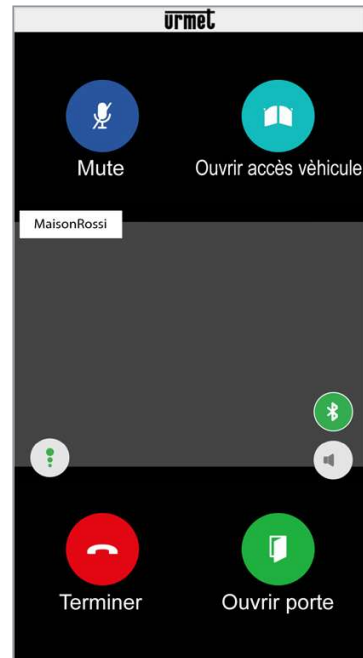 urmet
Mute
Ouvrir accès vèhicule
MaisonRossi
Terminer
Ouvrir porte